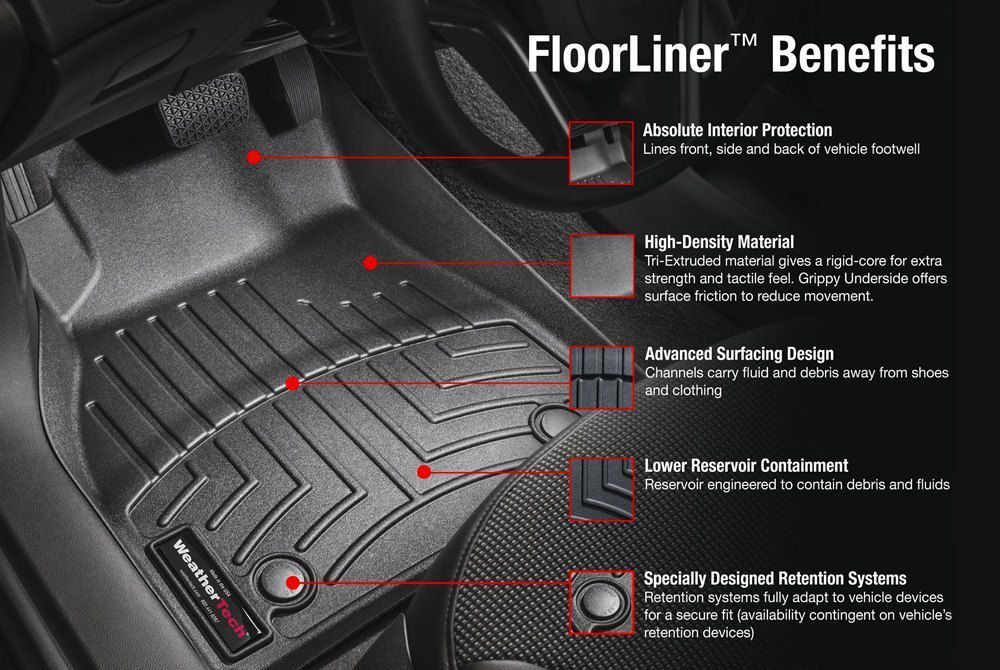 FloorLiner™ Benefits
Absolute Interior Protection
Lines front, side and back of vehicle footwell
High-Density Material
Tri-Extruded material gives a rigid-core for extra
strength and tactile feel. Grippy Underside offers
surface friction to reduce movement.
Advanced Surfacing Design
Channels carry fluid and debris away from shoes
and clothing
Lower Reservoir Containment
Reservoir engineered to contain debris and fluids
Specially Designed Retention Systems
Retention systems fully adapt to vehicle devices
for a secure fit (availability contingent on vehicle's
retention devices)
WeatherTech
Made in the USA